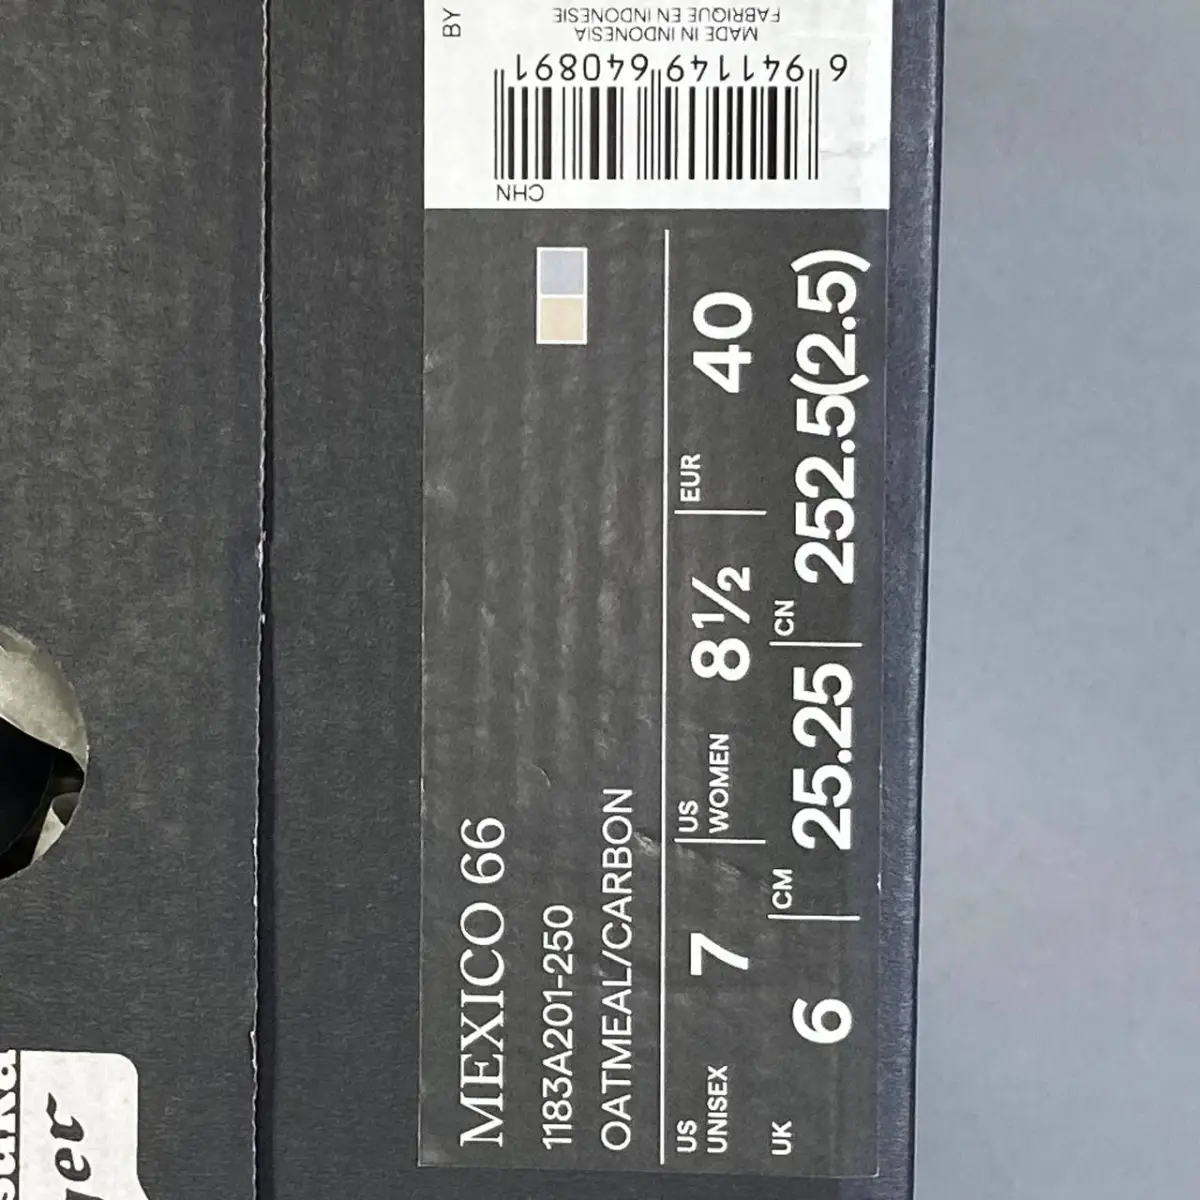 MEXICO 66
1183A201-250
OATMEAL/CARBON
US UNISEX 7
US WOMEN 8½
EUR 40
UK 6
CM 25.25
CN 252.5(2.5)
BY
CHN
6 941149 640891
MADE IN INDONESIA
FABRIQUE EN INDONESIE